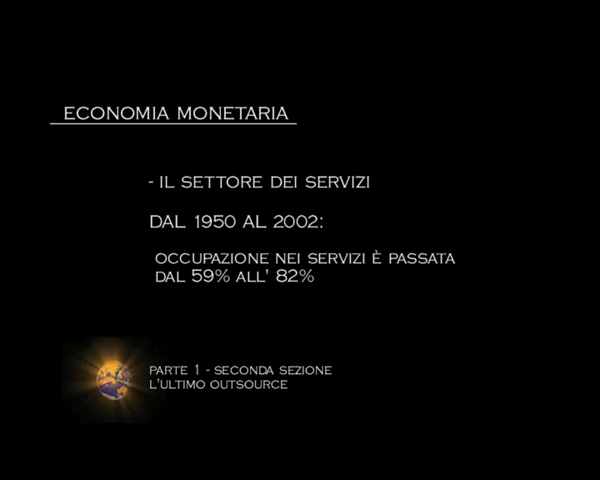 ECONOMIA MONETARIA
- IL SETTORE DEI SERVIZI
DAL 1950 AL 2002:
OCCUPAZIONE NEI SERVIZI È PASSATA
DAL 59% ALL' 82%
PARTE 1 - SECONDA SEZIONE
L'ULTIMO OUTSOURCE